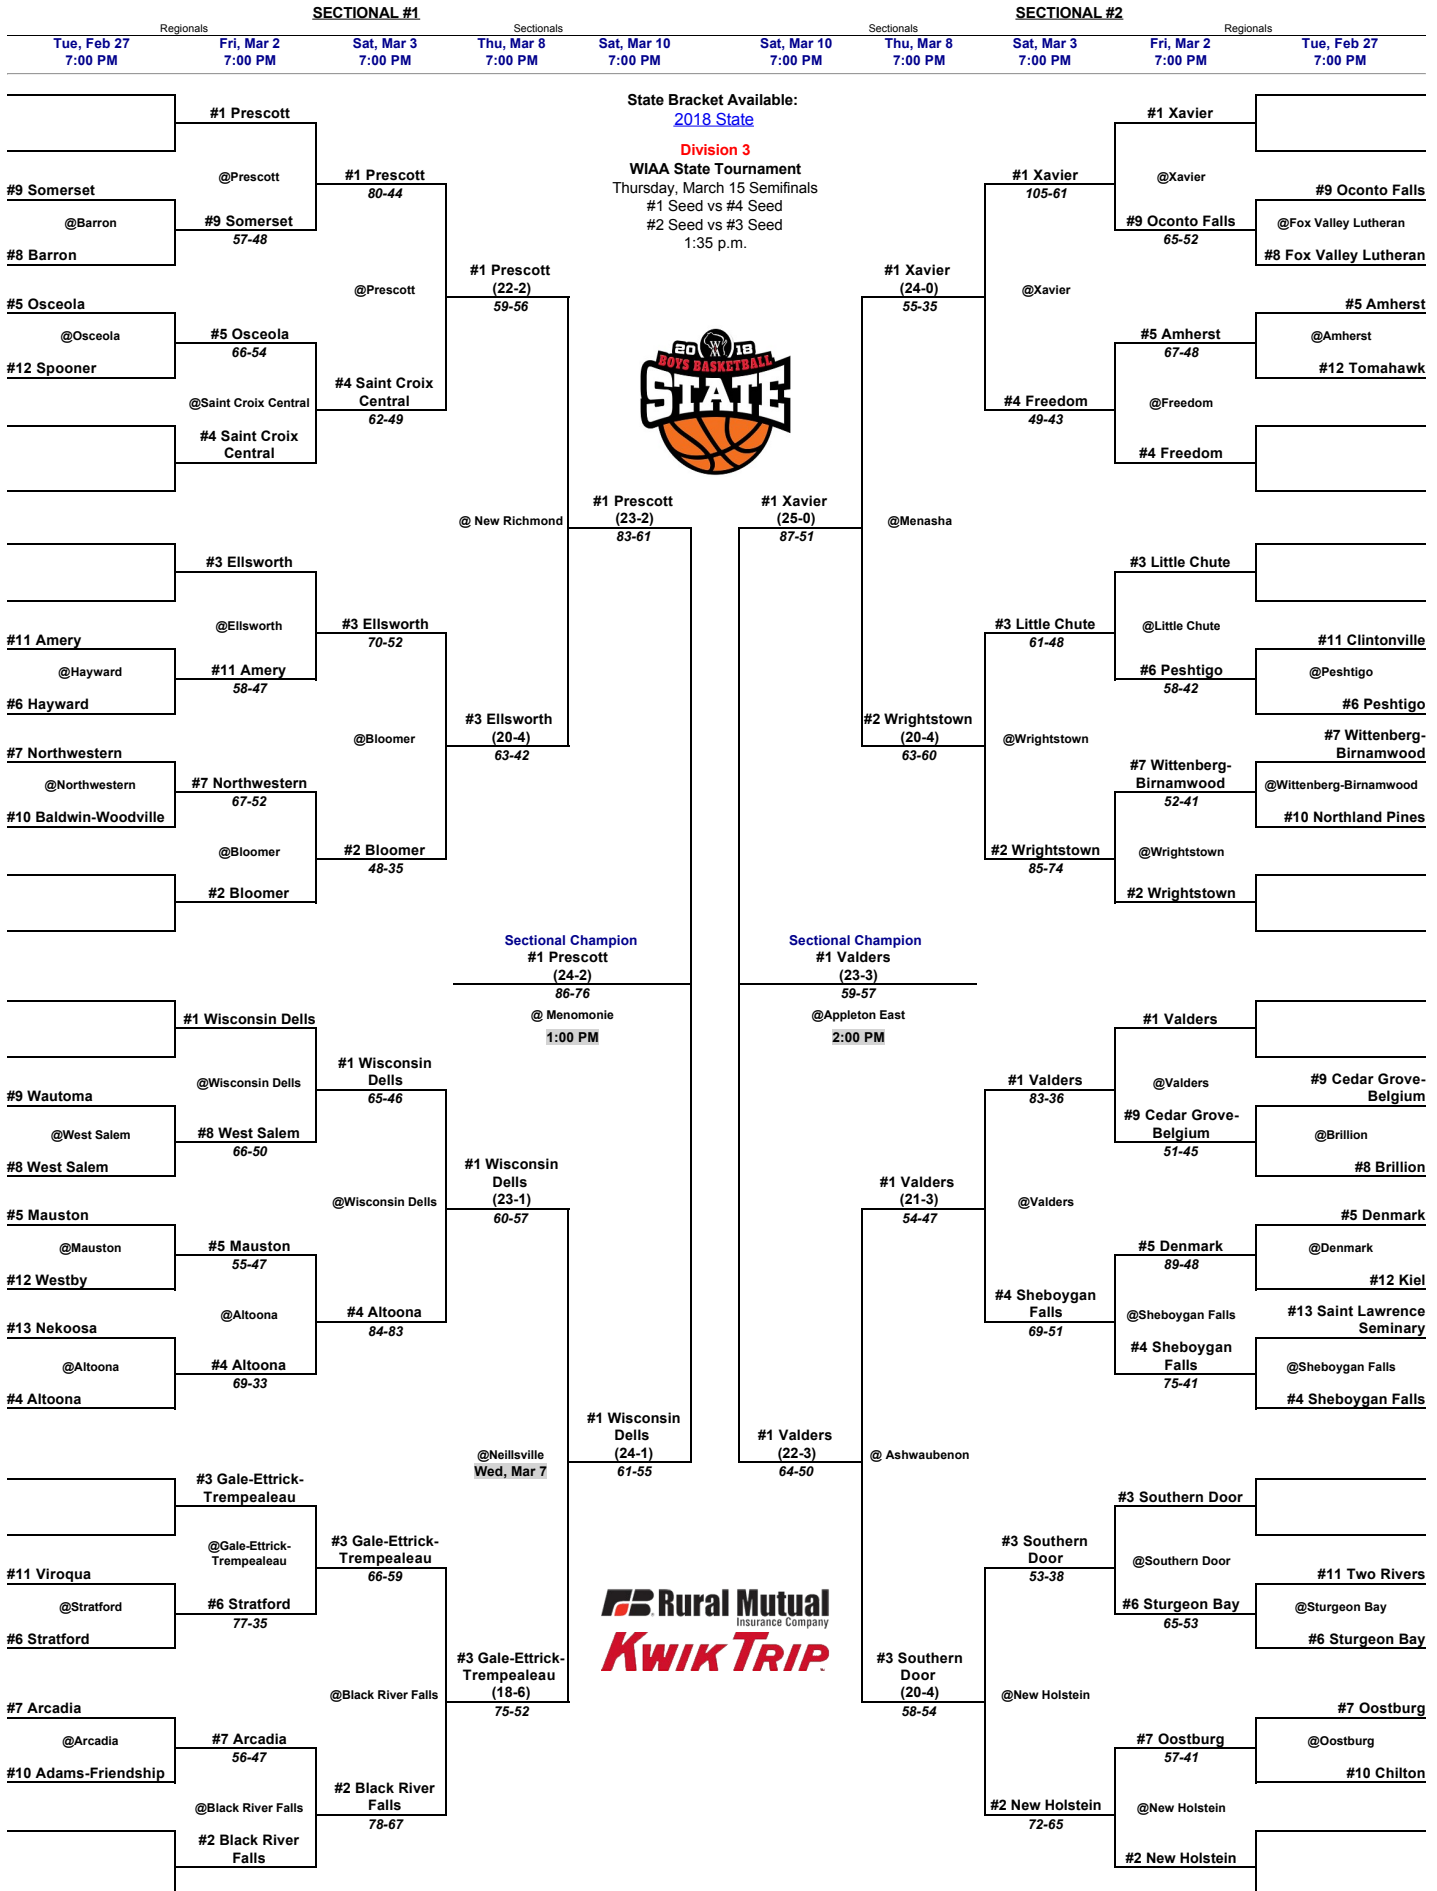 SECTIONAL #1
SECTIONAL #2
Regionals
Sectionals
Sectionals
Regionals
Tue, Feb 27
7:00 PM
Fri, Mar 2
7:00 PM
Sat, Mar 3
7:00 PM
Thu, Mar 8
7:00 PM
Sat, Mar 10
7:00 PM
Sat, Mar 10
7:00 PM
Thu, Mar 8
7:00 PM
Sat, Mar 3
7:00 PM
Fri, Mar 2
7:00 PM
Tue, Feb 27
7:00 PM
State Bracket Available:
2018 State
Division 3
WIAA State Tournament
Thursday, March 15 Semifinals
#1 Seed vs #4 Seed
#2 Seed vs #3 Seed
1:35 p.m.
20 18
BOYS BASKETBALL
STATE
#9 Somerset
@Barron
#8 Barron
#5 Osceola
@Osceola
#12 Spooner
#11 Amery
@Hayward
#6 Hayward
#7 Northwestern
@Northwestern
#10 Baldwin-Woodville
#1 Prescott
@Prescott
#9 Somerset
57-48
#5 Osceola
66-54
@Saint Croix Central
#4 Saint Croix
Central
#3 Ellsworth
@Ellsworth
#11 Amery
58-47
#7 Northwestern
67-52
@Bloomer
#2 Bloomer
#1 Prescott
80-44
@Prescott
#4 Saint Croix
Central
62-49
#3 Ellsworth
70-52
@Bloomer
#2 Bloomer
48-35
#1 Prescott
(22-2)
59-56
@ New Richmond
#3 Ellsworth
(20-4)
63-42
#1 Prescott
(23-2)
83-61
Sectional Champion
#1 Prescott
(24-2)
86-76
@ Menomonie
1:00 PM
#9 Wautoma
@West Salem
#8 West Salem
#5 Mauston
@Mauston
#12 Westby
#13 Nekoosa
@Altoona
#4 Altoona
#11 Viroqua
@Stratford
#6 Stratford
#7 Arcadia
@Arcadia
#10 Adams-Friendship
#1 Wisconsin Dells
@Wisconsin Dells
#8 West Salem
66-50
#5 Mauston
55-47
@Altoona
#4 Altoona
69-33
#3 Gale-Ettrick-
Trempealeau
@Gale-Ettrick-
Trempealeau
#6 Stratford
77-35
#7 Arcadia
56-47
@Black River Falls
#2 Black River
Falls
#1 Wisconsin
Dells
65-46
@Wisconsin Dells
#4 Altoona
84-83
#3 Gale-Ettrick-
Trempealeau
66-59
@Black River Falls
#2 Black River
Falls
78-67
#1 Wisconsin
Dells
(23-1)
60-57
@Neillsville
Wed, Mar 7
#3 Gale-Ettrick-
Trempealeau
(18-6)
75-52
#1 Wisconsin
Dells
(24-1)
61-55
#1 Xavier
(25-0)
87-51
#1 Xavier
(24-0)
55-35
@Menasha
#2 Wrightstown
(20-4)
63-60
#1 Xavier
105-61
@Xavier
#4 Freedom
49-43
#3 Little Chute
61-48
@Wrightstown
#2 Wrightstown
85-74
#1 Xavier
@Xavier
#9 Oconto Falls
65-52
#5 Amherst
67-48
@Freedom
#4 Freedom
#3 Little Chute
@Little Chute
#6 Peshtigo
58-42
#7 Wittenberg-
Birnamwood
52-41
@Wrightstown
#2 Wrightstown
#9 Oconto Falls
@Fox Valley Lutheran
#8 Fox Valley Lutheran
#5 Amherst
@Amherst
#12 Tomahawk
#11 Clintonville
@Peshtigo
#6 Peshtigo
#7 Wittenberg-
Birnamwood
@Wittenberg-Birnamwood
#10 Northland Pines
Sectional Champion
#1 Valders
(23-3)
59-57
@Appleton East
2:00 PM
#1 Valders
(22-3)
64-50
#1 Valders
(21-3)
54-47
@ Ashwaubenon
#3 Southern
Door
(20-4)
58-54
#1 Valders
83-36
@Valders
#4 Sheboygan
Falls
69-51
#3 Southern
Door
53-38
@New Holstein
#2 New Holstein
72-65
#1 Valders
@Valders
#9 Cedar Grove-
Belgium
51-45
#5 Denmark
89-48
@Sheboygan Falls
#4 Sheboygan
Falls
75-41
#3 Southern Door
@Southern Door
#6 Sturgeon Bay
65-53
#7 Oostburg
57-41
@New Holstein
#2 New Holstein
#9 Cedar Grove-
Belgium
@Brillion
#8 Brillion
#5 Denmark
@Denmark
#12 Kiel
#13 Saint Lawrence
Seminary
@Sheboygan Falls
#4 Sheboygan Falls
#11 Two Rivers
@Sturgeon Bay
#6 Sturgeon Bay
#7 Oostburg
@Oostburg
#10 Chilton
Rural Mutual
Insurance Company
KWIK TRIP